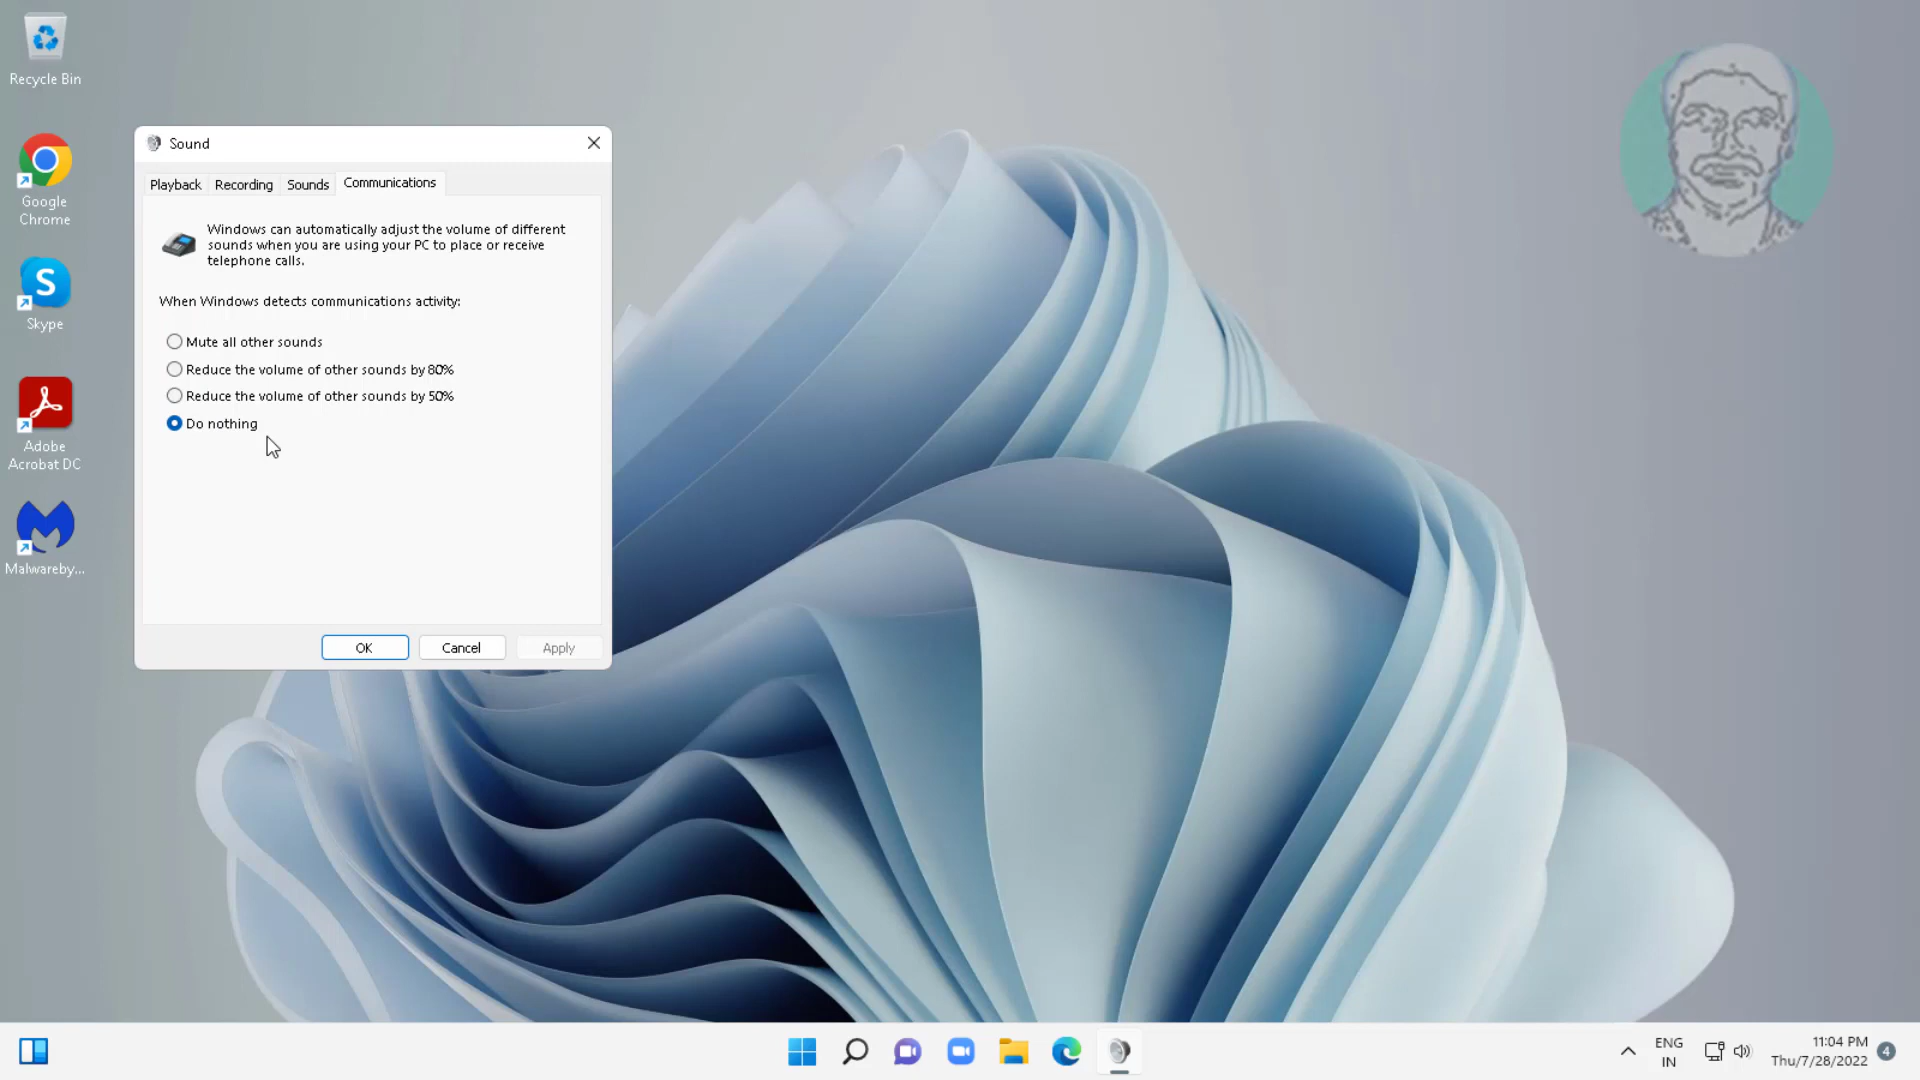 Recycle Bin
Google
Chrome
S
Skype
Adobe
Acrobat DC
Malwareby...
Sound
Playback
Recording
Sounds
Communications
Windows can automatically adjust the volume of different
sounds when you are using your PC to place or receive
telephone calls.
When Windows detects communications activity:
Mute all other sounds
Reduce the volume of other sounds by 80%
Reduce the volume of other sounds by 50%
Do nothing
OK
Cancel
Apply
ENG
IN
11:04 PM
Thu/7/28/2022
4